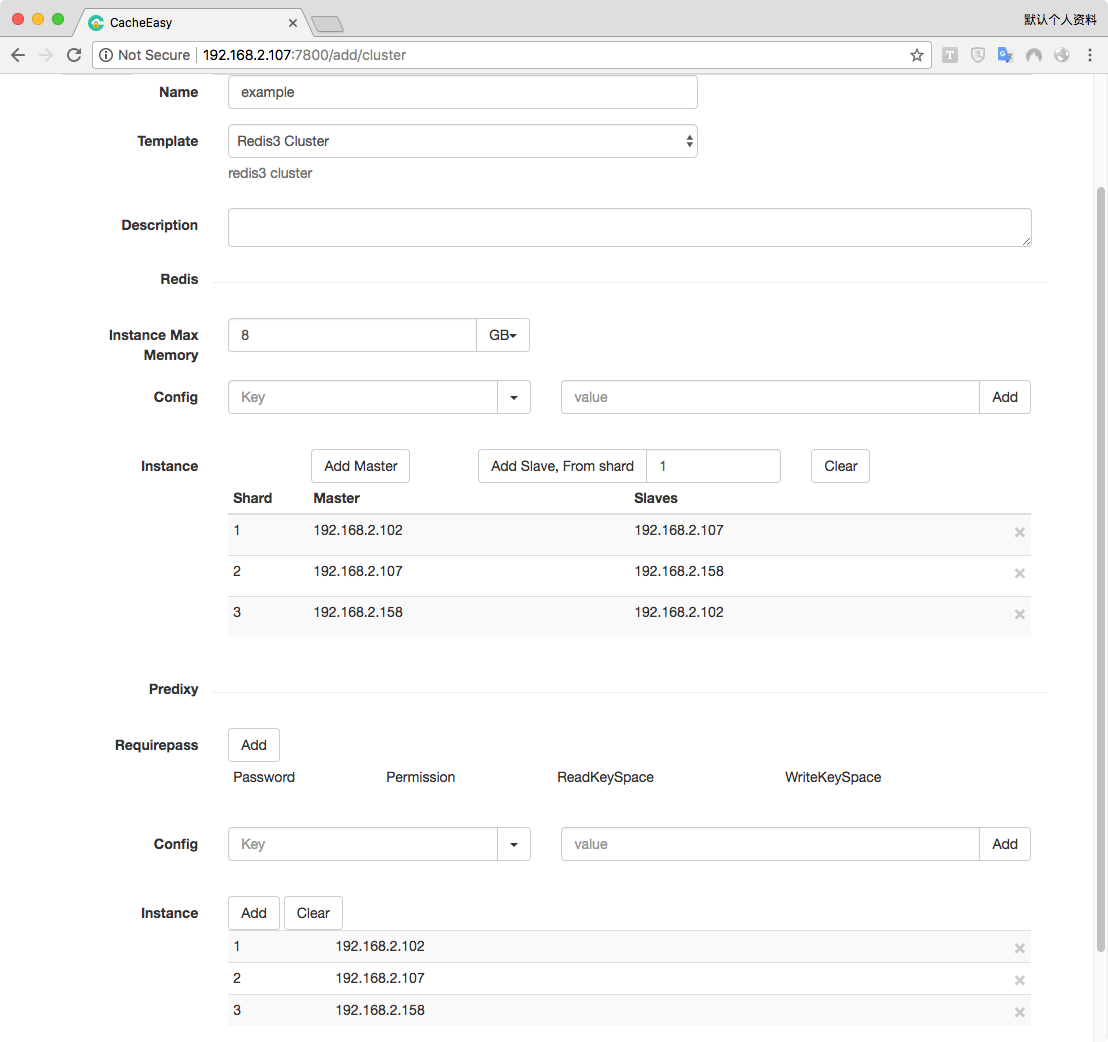 CacheEasy
默认个人资料
Not Secure 192.168.2.107:7800/add/cluster
Name example
Template Redis3 Cluster
redis3 cluster
Description
Redis
Instance Max Memory 8 GB
Config Key value Add
Instance Add Master Add Slave, From shard 1 Clear
Shard Master Slaves
1 192.168.2.102 192.168.2.107
2 192.168.2.107 192.168.2.158
3 192.168.2.158 192.168.2.102
Predixy
Requirepass Add
Password Permission ReadKeySpace WriteKeySpace
Config Key value Add
Instance Add Clear
1 192.168.2.102
2 192.168.2.107
3 192.168.2.158